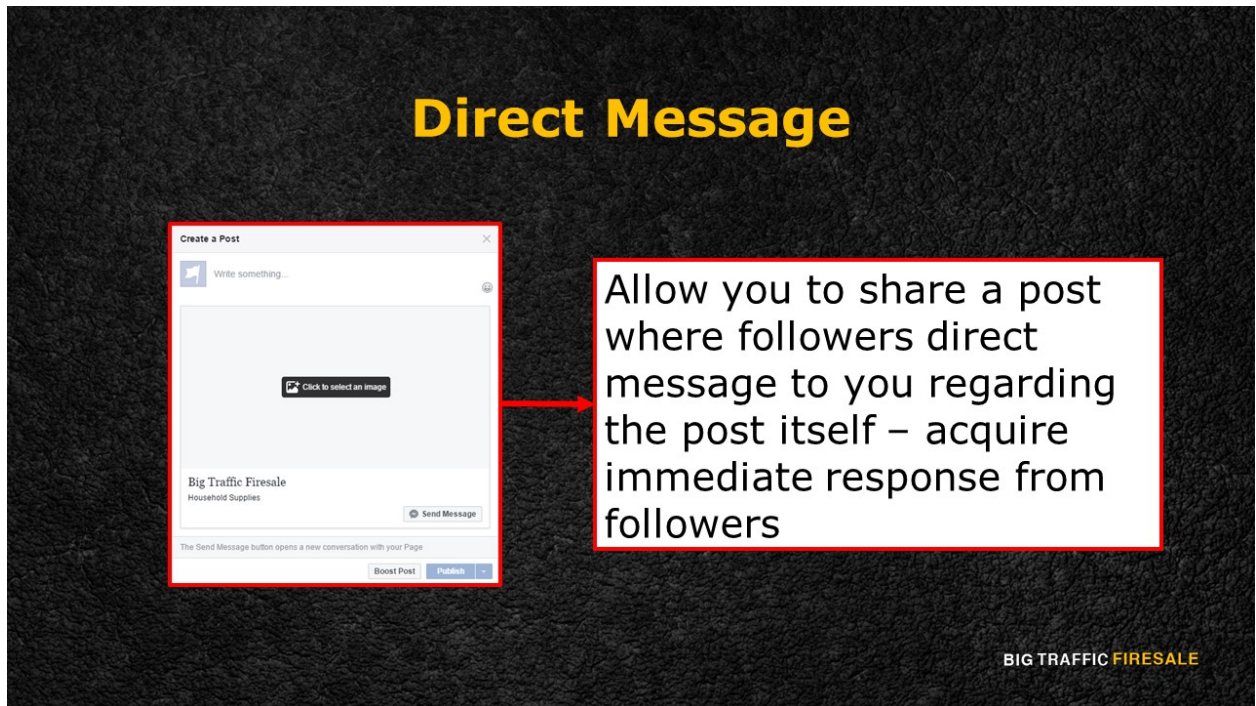 Direct Message
Create a Post
Write something...
Click to select an image
Big Traffic Firesale
Household Supplies
Send Message
The Send Message button opens a new conversation with your Page
Boost Post Publish
Allow you to share a post
where followers direct
message to you regarding
the post itself – acquire
immediate response from
followers
BIG TRAFFIC FIRESALE